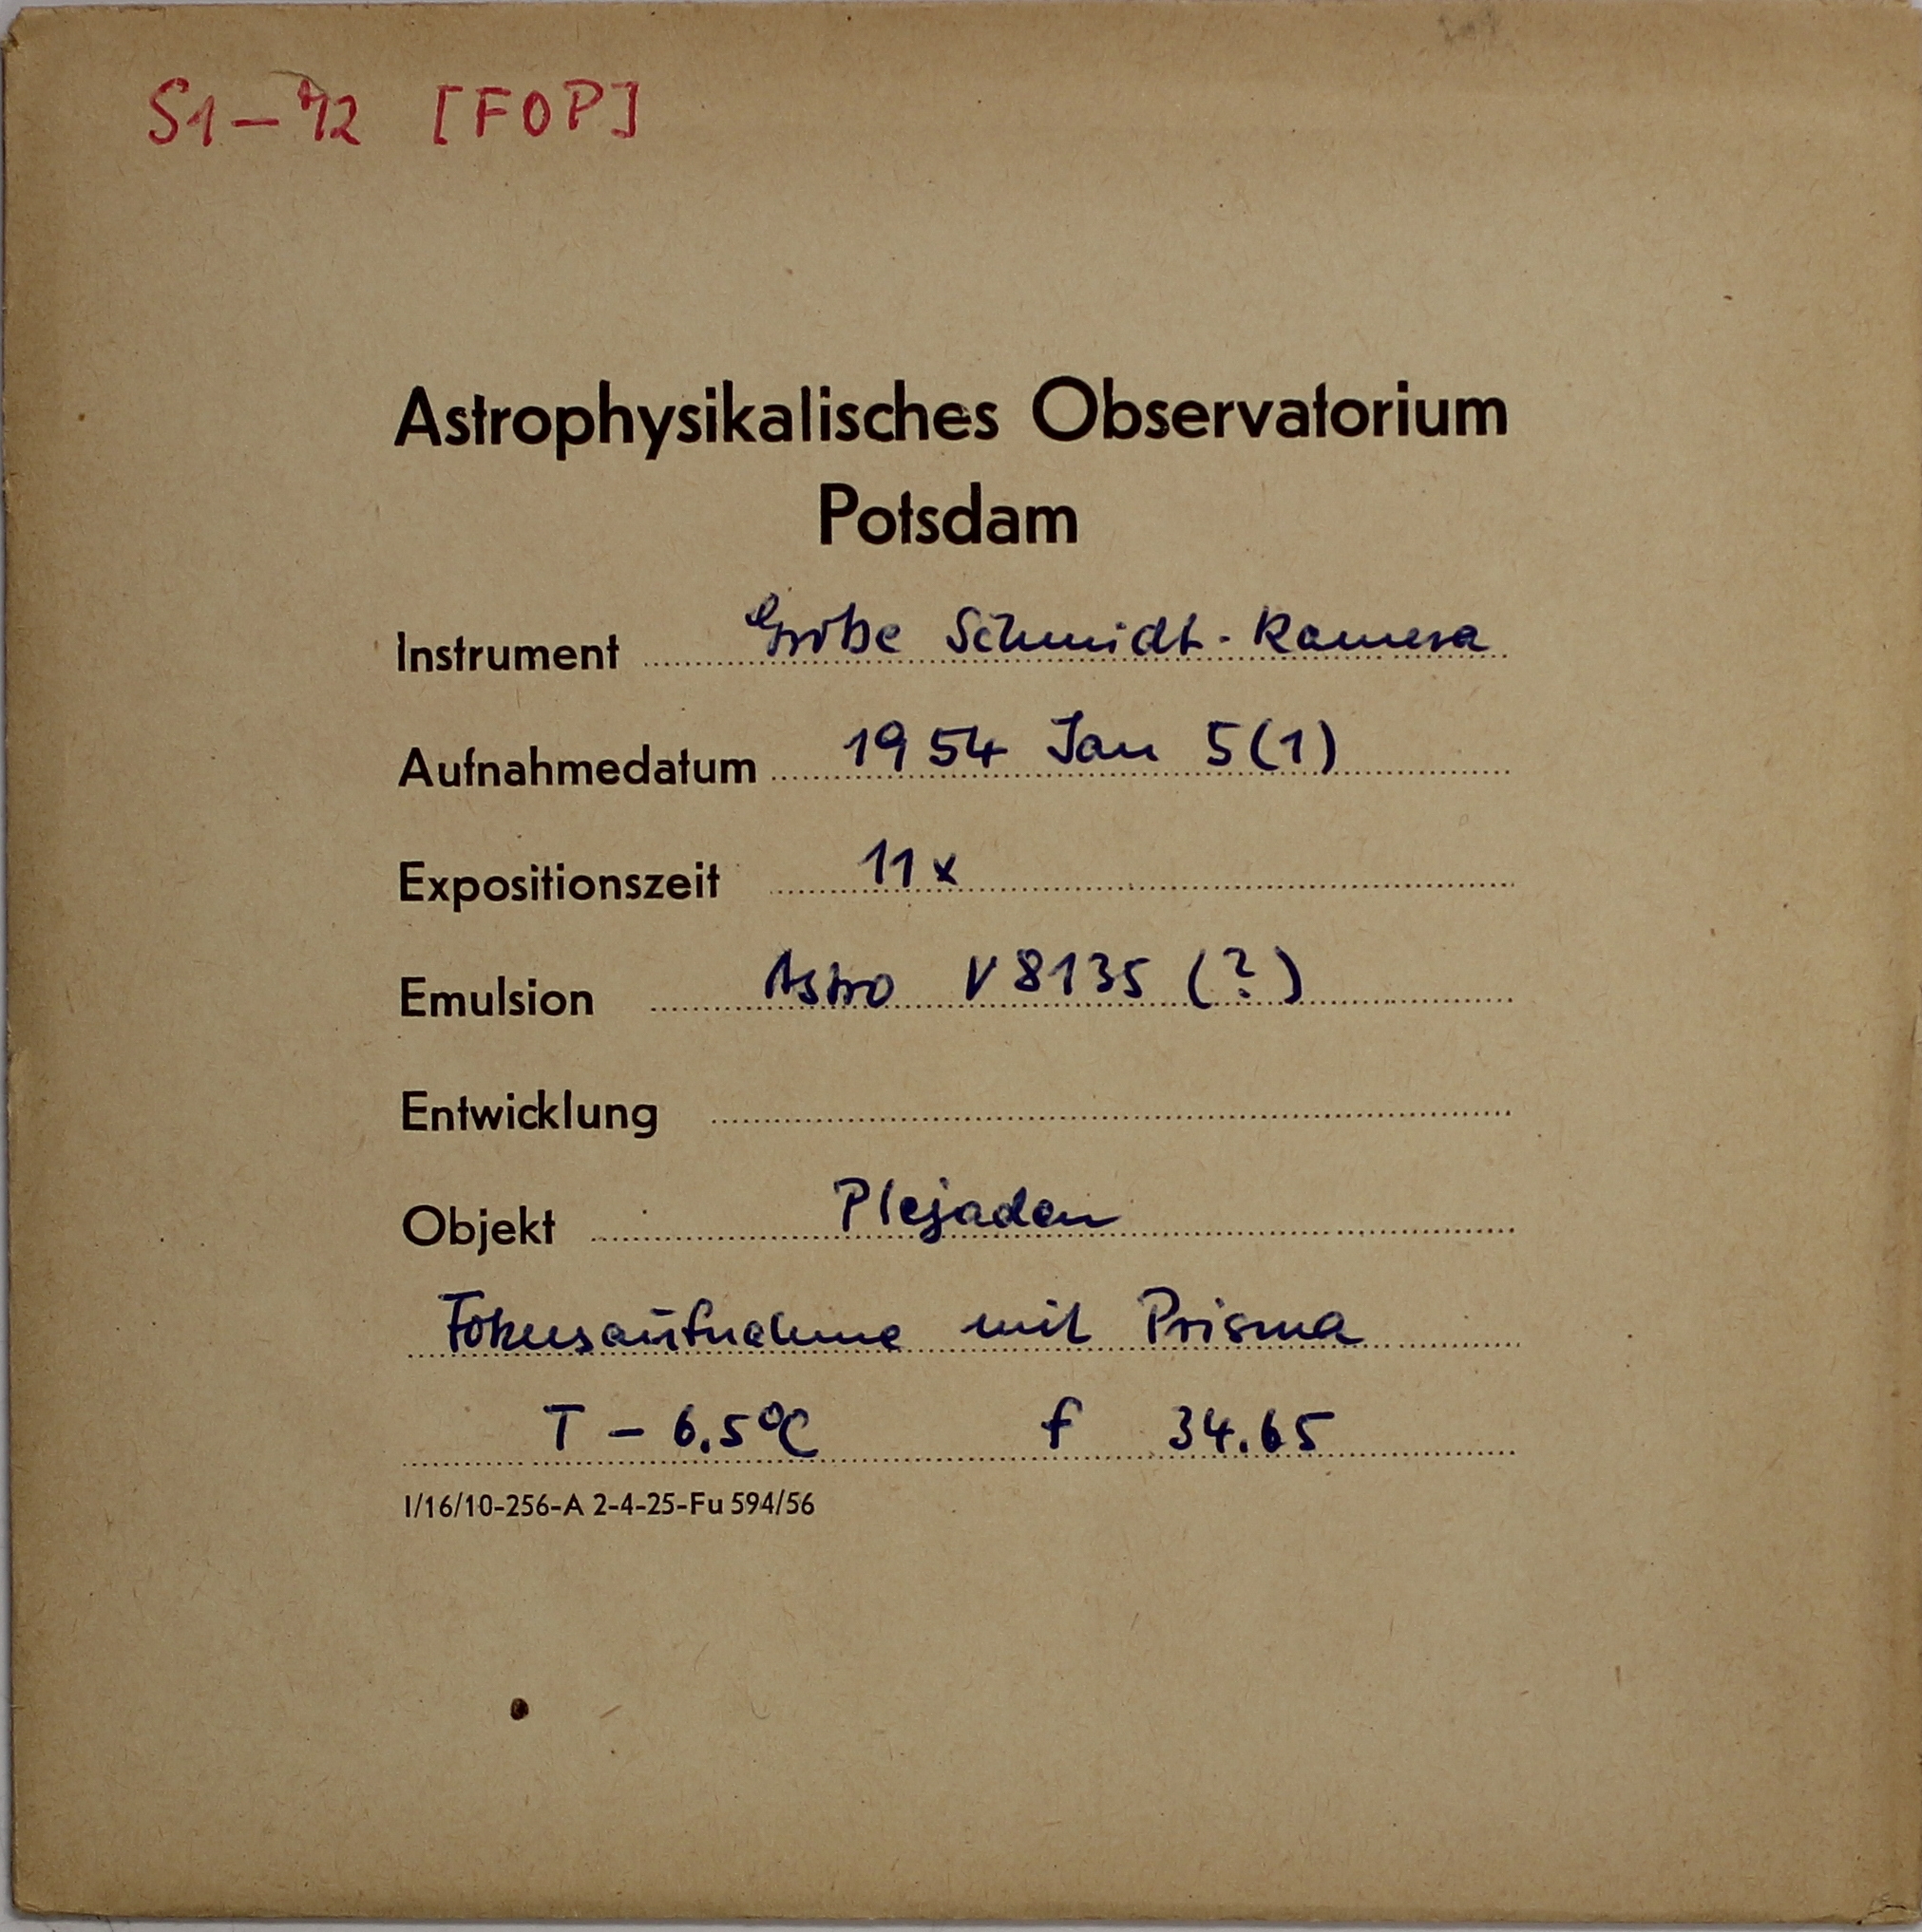 S1–72 [FOP]
Astrophysikalisches Observatorium
Potsdam
Instrument Große Schmidt-Kamera
Aufnahmedatum 1954 Jan 5(1)
Expositionszeit 11x
Emulsion Astro V 8135 (?)
Entwicklung
Objekt Plejaden
Fokusaufnahme mit Prisma
T – 6.5°C f 34.65
I/16/10-256-A 2-4-25-Fu 594/56